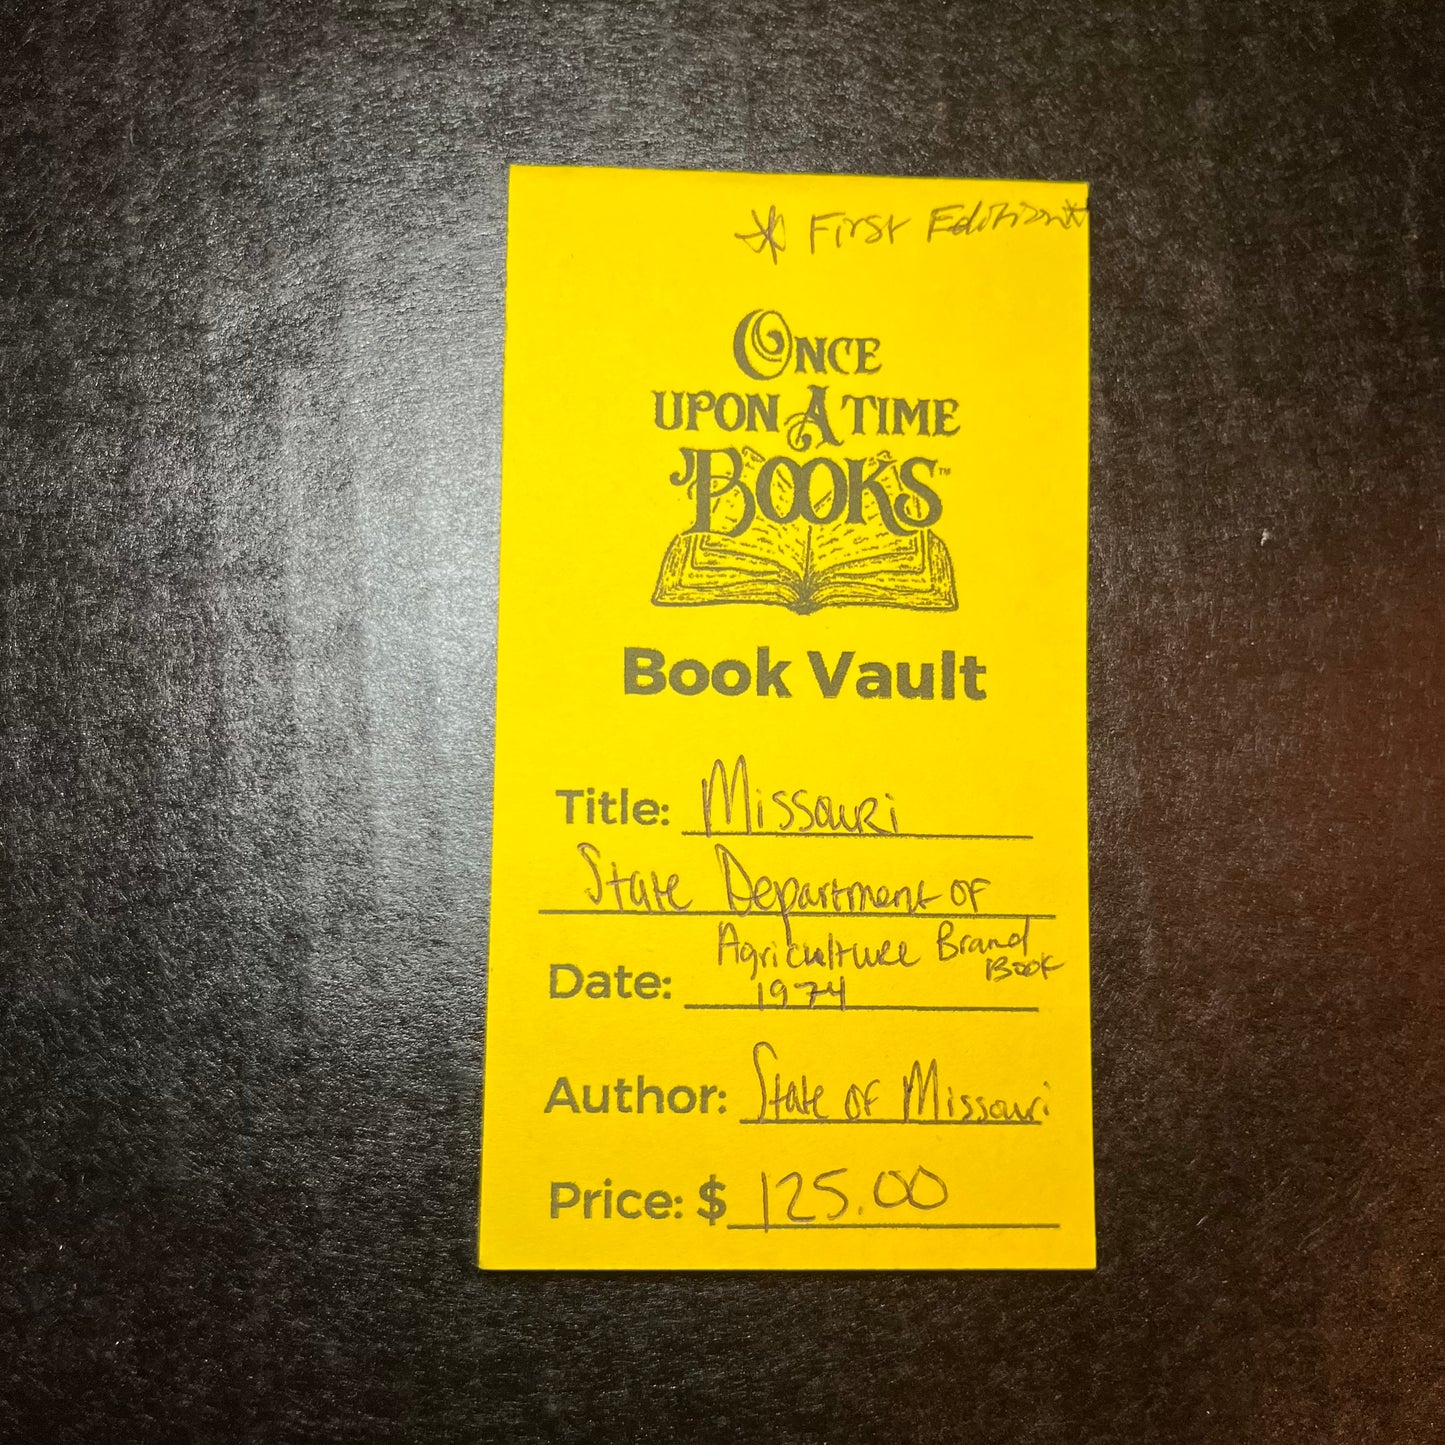 * First Edition*
ONCE
UPON A TIME
BOOKS™
Book Vault
Title: Missouri
State Department of
Agriculture Brand
Book
Date: 1974
Author: State of Missouri
Price: $ 125.00